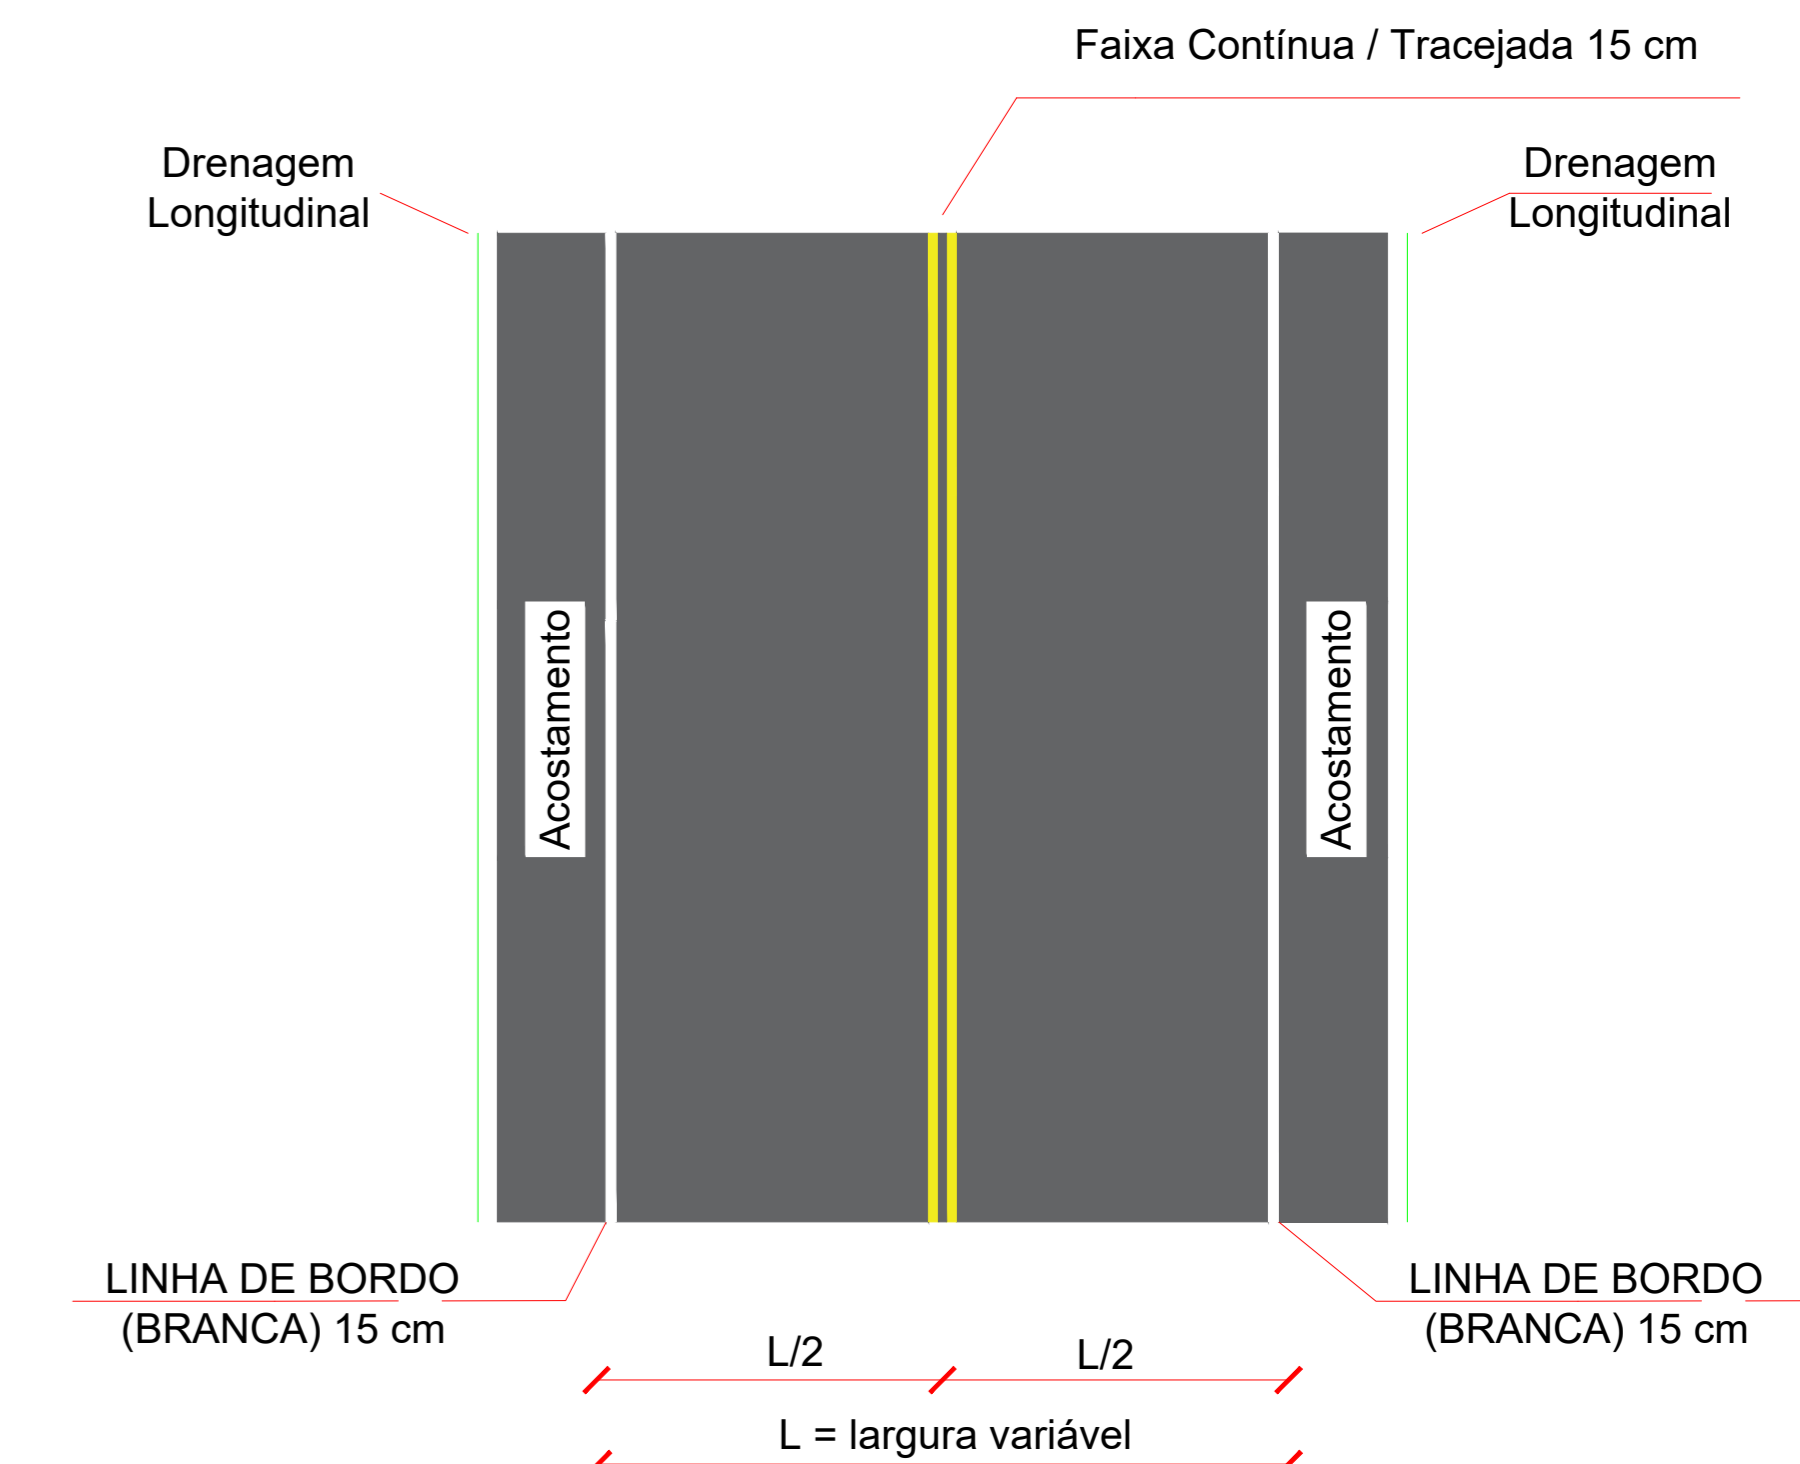 Faixa Contínua / Tracejada 15 cm
Drenagem
Longitudinal
Drenagem
Longitudinal
Acostamento
Acostamento
LINHA DE BORDO
(BRANCA) 15 cm
LINHA DE BORDO
(BRANCA) 15 cm
L/2
L/2
L = largura variável